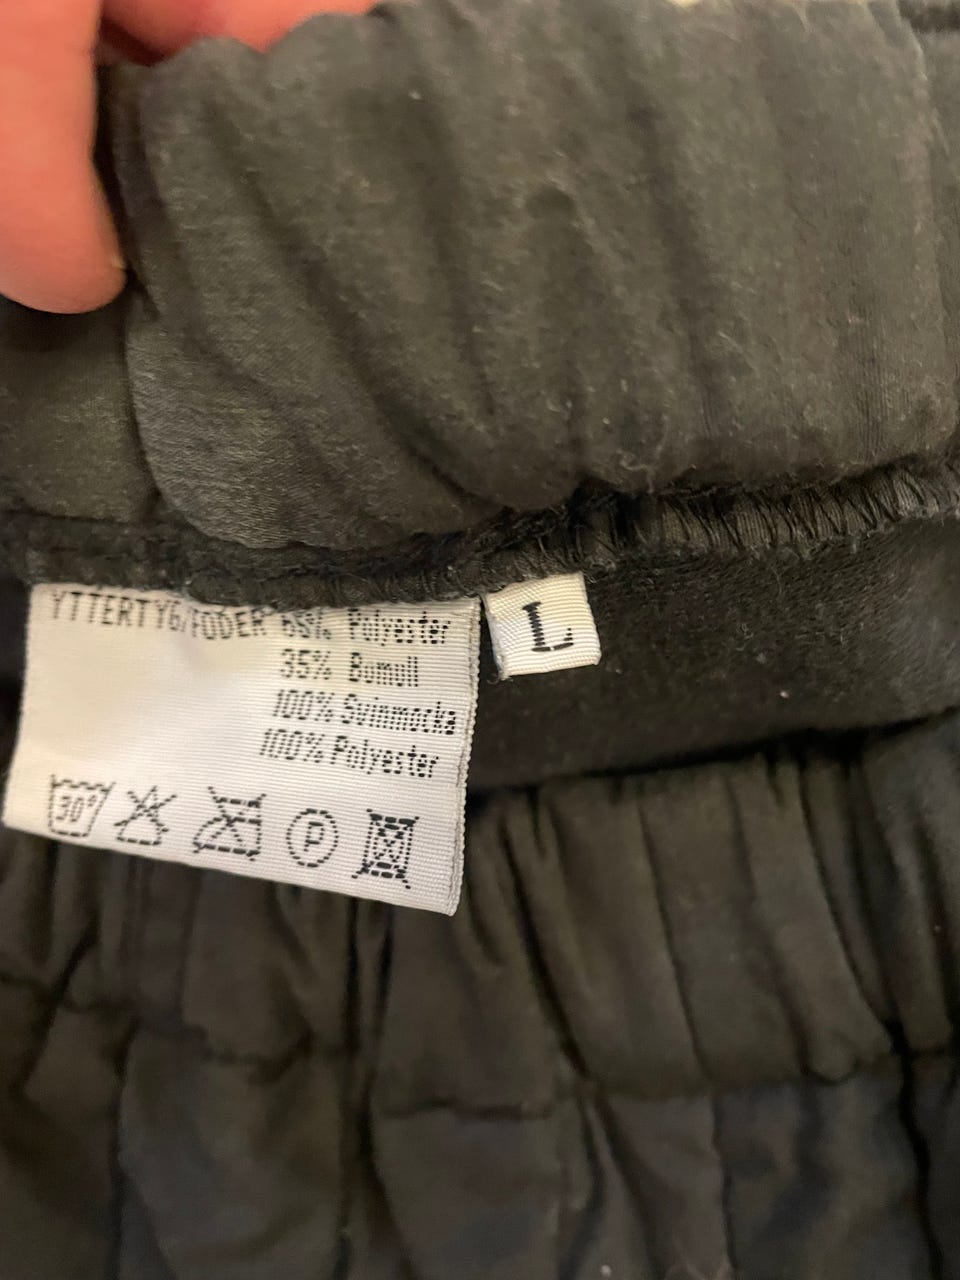 YTTERTYG/FODER 65% Polyester
35% Bomull
100% Svinmocka
100% Polyester
30° P
L